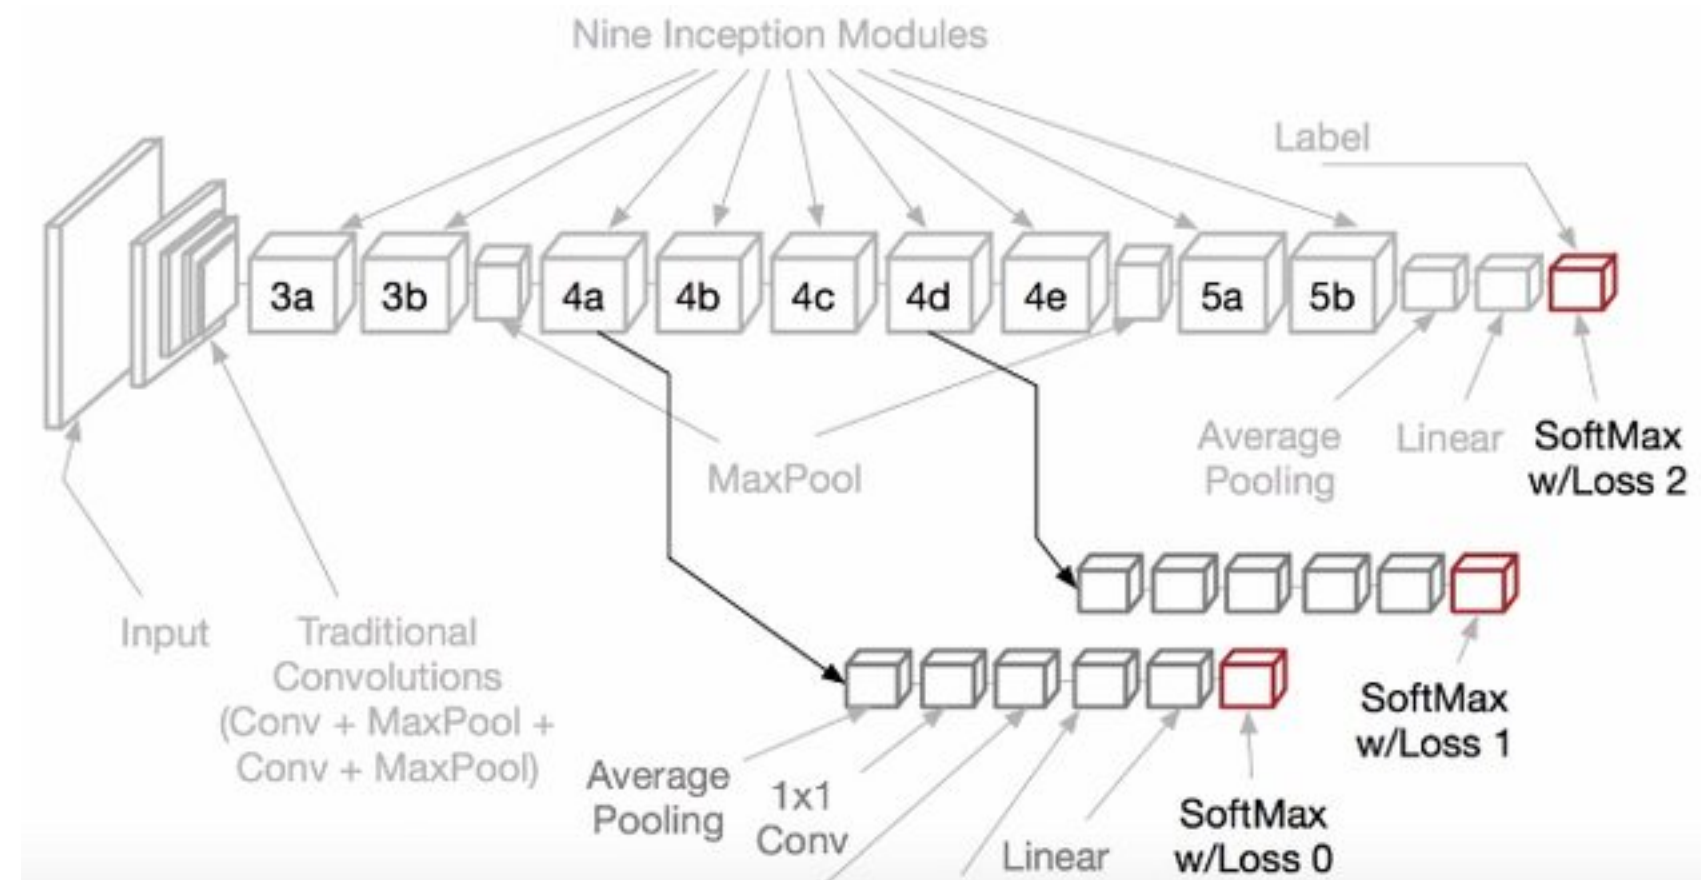 Nine Inception Modules
Label
3a
3b
4a
4b
4c
4d
4e
5a
5b
Average
Pooling
Linear
SoftMax
w/Loss 2
MaxPool
Input
Traditional
Convolutions
(Conv + MaxPool +
Conv + MaxPool)
SoftMax
w/Loss 1
Average
Pooling
1x1
Conv
Linear
SoftMax
w/Loss 0